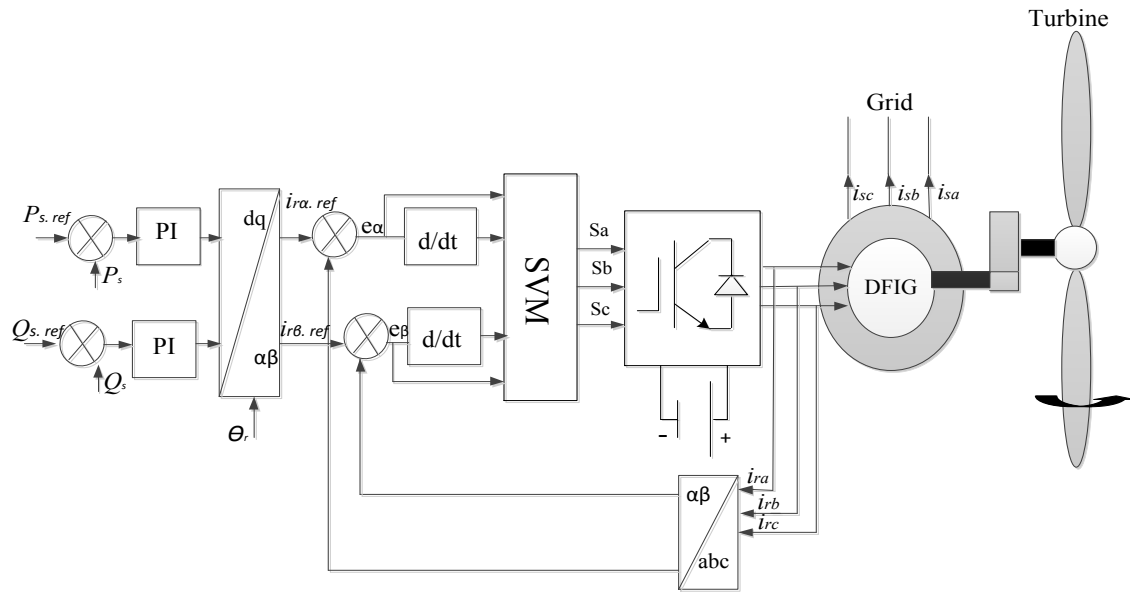 Turbine
Grid
isc
isb
isa
Ps. ref
PI
dq
irα. ref
eα
d/dt
Sa
Sb
Sc
SVM
DFIG
Ps
Qs. ref
PI
αβ
irβ. ref
eβ
d/dt
Qs
Θr
-
+
αβ
abc
ira
irb
irc